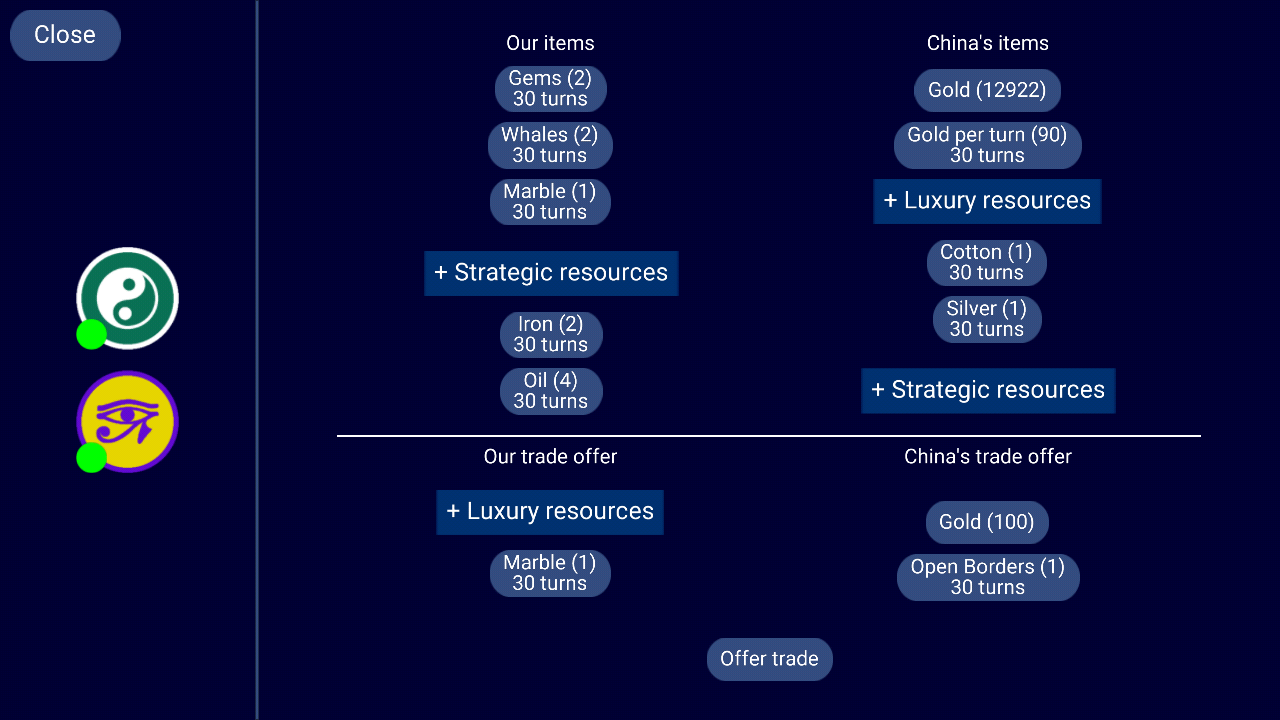 Close
Our items
Gems (2)
30 turns
Whales (2)
30 turns
Marble (1)
30 turns
+ Strategic resources
Iron (2)
30 turns
Oil (4)
30 turns
China's items
Gold (12922)
Gold per turn (90)
30 turns
+ Luxury resources
Cotton (1)
30 turns
Silver (1)
30 turns
+ Strategic resources
Our trade offer
+ Luxury resources
Marble (1)
30 turns
China's trade offer
Gold (100)
Open Borders (1)
30 turns
Offer trade